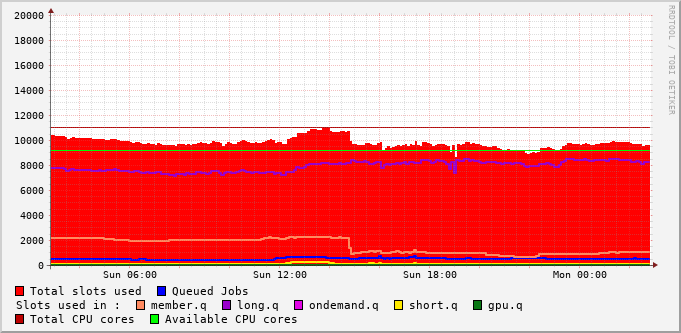 RRDTOOL / TOBI OETIKER
20000
18000
16000
14000
12000
10000
8000
6000
4000
2000
0
Sun 06:00 Sun 12:00 Sun 18:00 Mon 00:00
Total slots used Queued Jobs
Slots used in : member.q long.q ondemand.q short.q gpu.q
Total CPU cores Available CPU cores